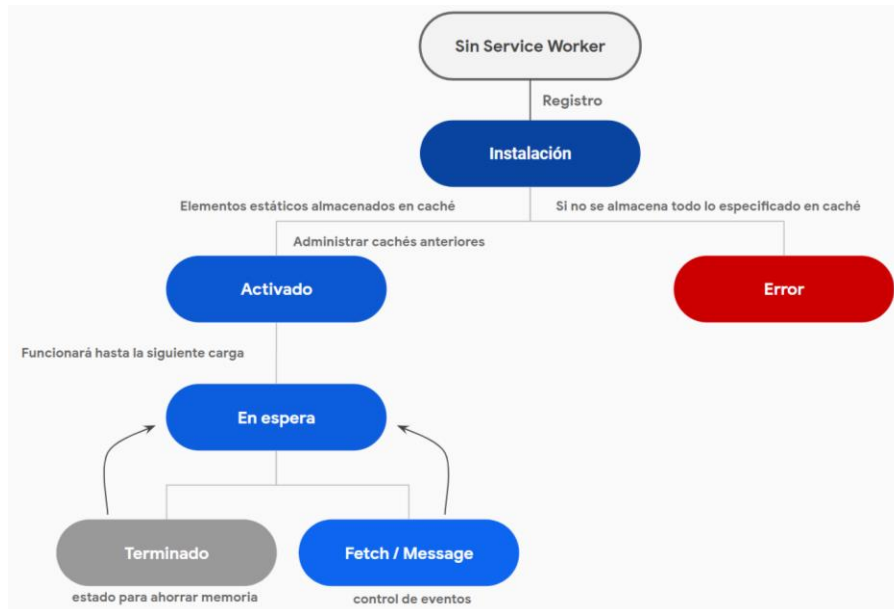 Sin Service Worker
Registro
Instalación
Elementos estáticos almacenados en caché
Si no se almacena todo lo especificado en caché
Administrar cachés anteriores
Activado
Error
Funcionará hasta la siguiente carga
En espera
Terminado
Fetch / Message
estado para ahorrar memoria
control de eventos